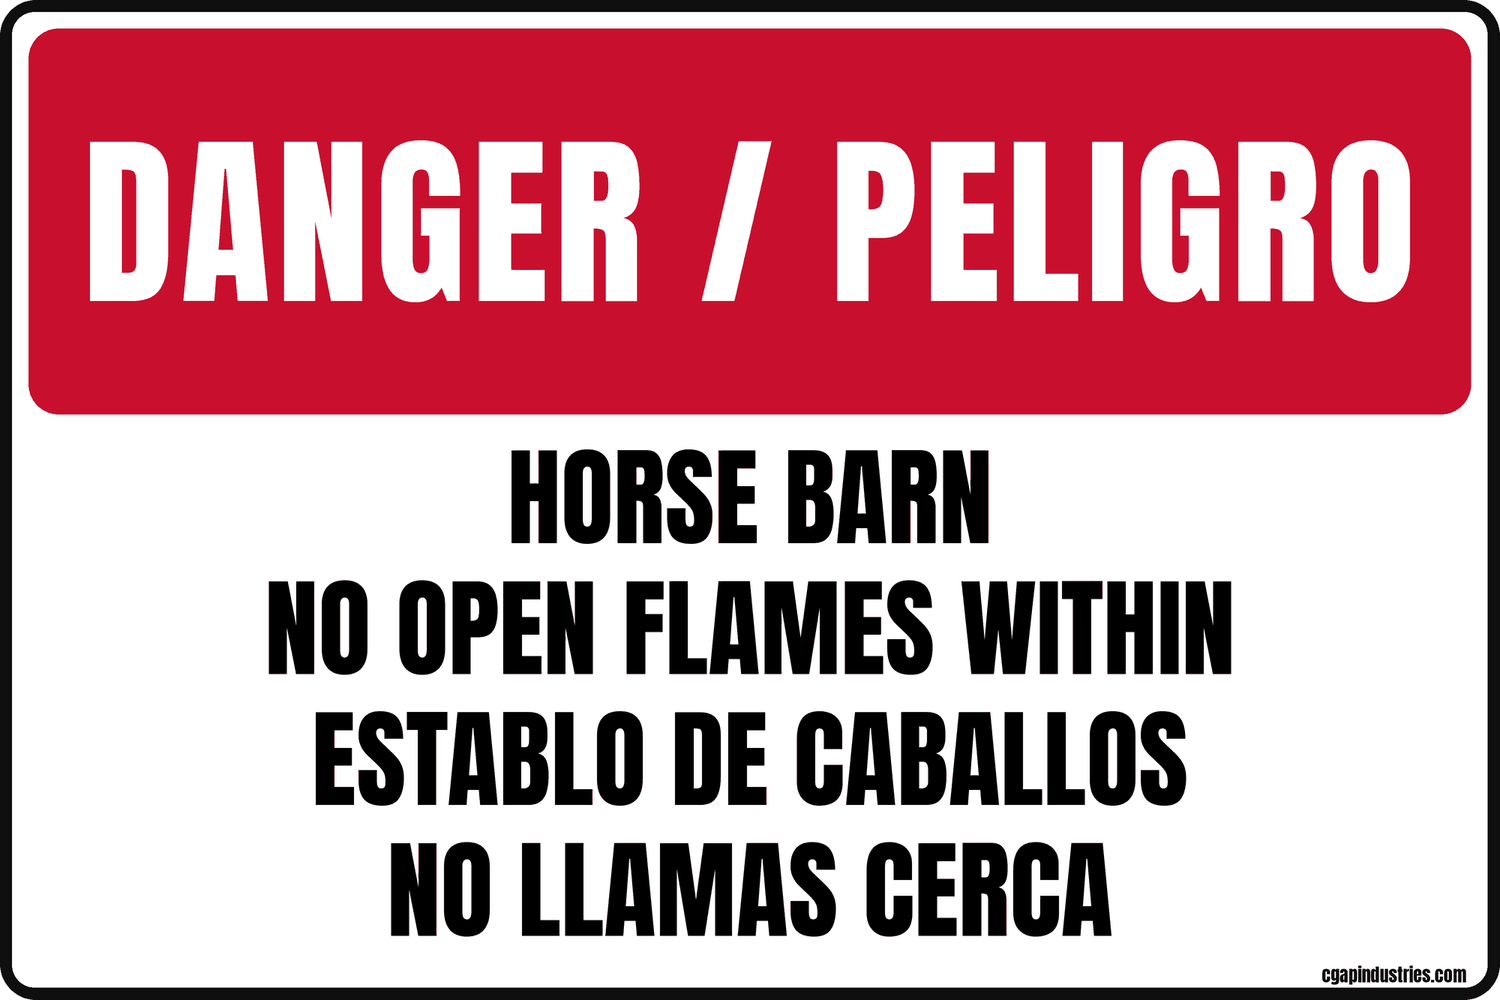 DANGER / PELIGRO
HORSE BARN
NO OPEN FLAMES WITHIN
ESTABLO DE CABALLOS
NO LLAMAS CERCA
cgapindustries.com